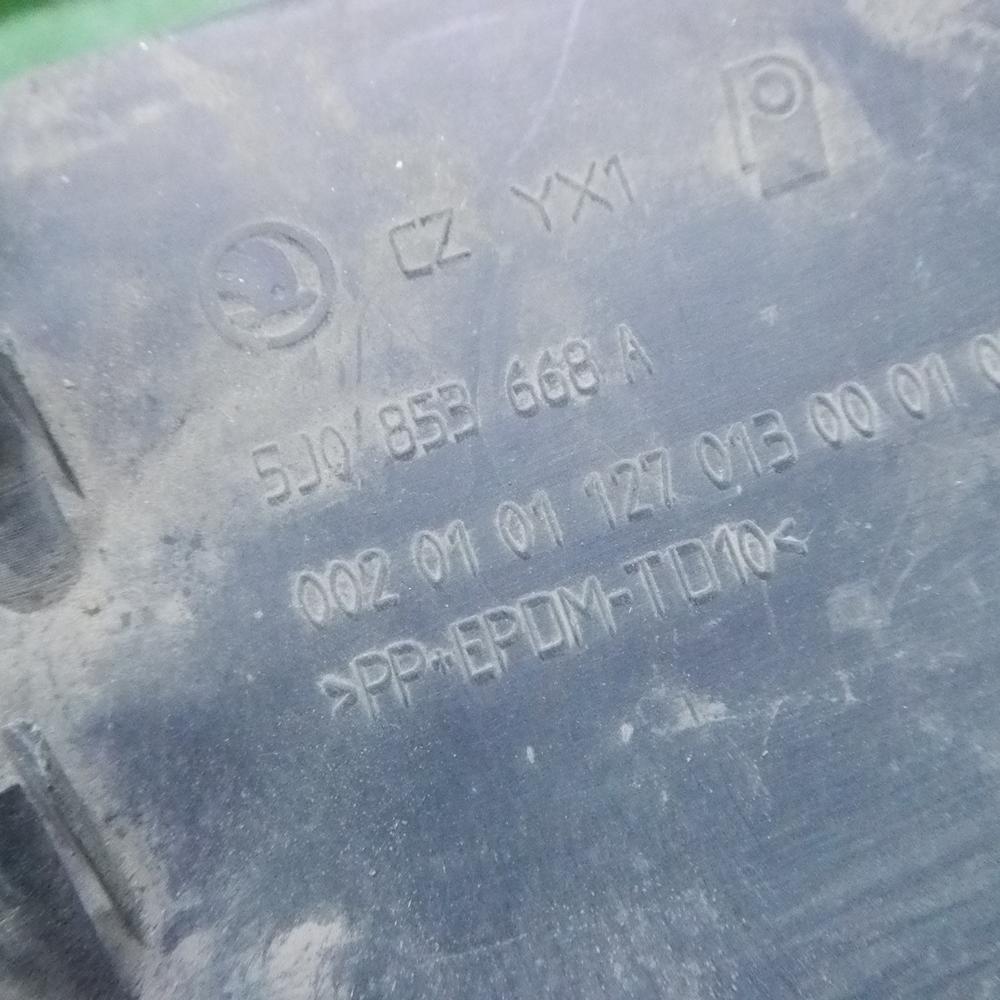 CZ YX1
5J0 853 668 A
002 01 01 127 013 00 01
>PP+EPDM-TD10<